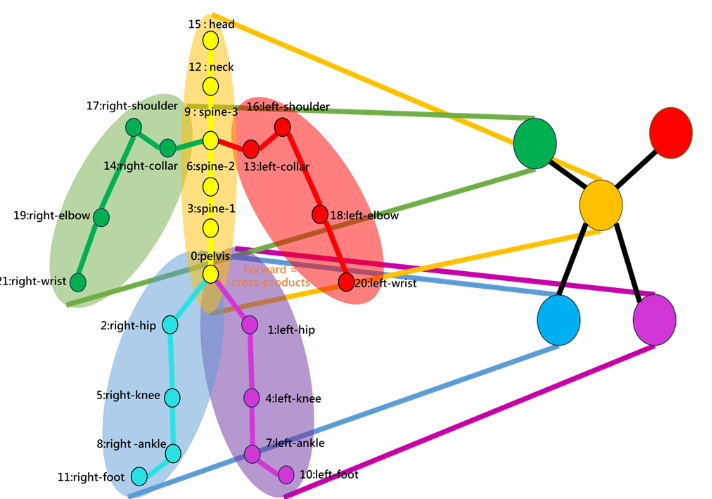 15 : head
12 : neck
17:right-shoulder
9 : spine-3
16:left-shoulder
14:right-collar
6:spine-2
13:left-collar
3:spine-1
19:right-elbow
18:left-elbow
0:pelvis
Forward =
cross-products
21:right-wrist
20:left-wrist
2:right-hip
1:left-hip
5:right-knee
4:left-knee
8:right -ankle
7:left-ankle
11:right-foot
10:left-foot